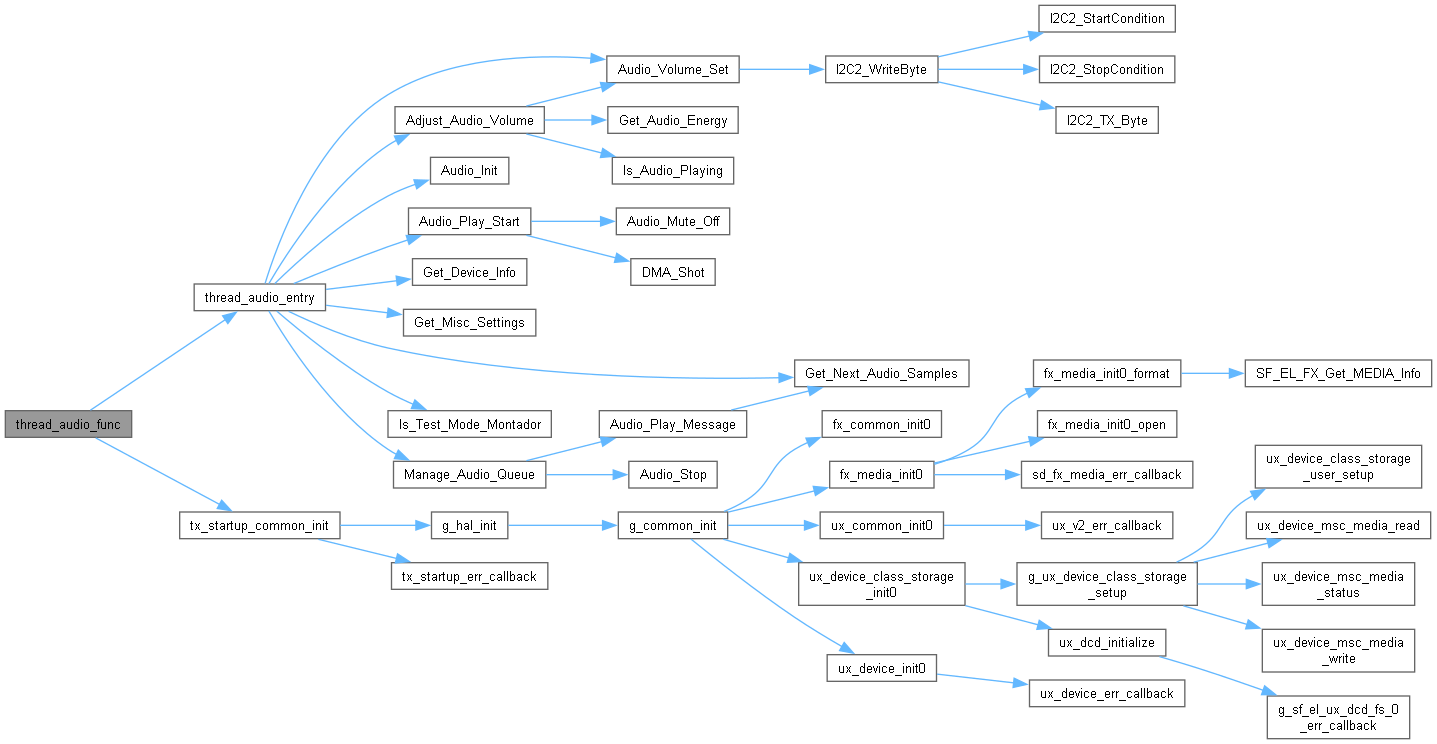 I2C2_StartCondition
Audio_Volume_Set
I2C2_WriteByte
I2C2_StopCondition
Adjust_Audio_Volume
Get_Audio_Energy
I2C2_TX_Byte
Audio_Init
Is_Audio_Playing
Audio_Play_Start
Audio_Mute_Off
Get_Device_Info
DMA_Shot
thread_audio_entry
Get_Misc_Settings
Get_Next_Audio_Samples
fx_media_init0_format
SF_EL_FX_Get_MEDIA_Info
thread_audio_func
Is_Test_Mode_Montador
Audio_Play_Message
fx_common_init0
fx_media_init0_open
Manage_Audio_Queue
Audio_Stop
fx_media_init0
sd_fx_media_err_callback
ux_device_class_storage
_user_setup
tx_startup_common_init
g_hal_init
g_common_init
ux_common_init0
ux_v2_err_callback
ux_device_msc_media_read
tx_startup_err_callback
ux_device_class_storage
_init0
g_ux_device_class_storage
_setup
ux_device_msc_media
_status
ux_dcd_initialize
ux_device_msc_media
_write
ux_device_init0
ux_device_err_callback
g_sf_el_ux_dcd_fs_0
_err_callback